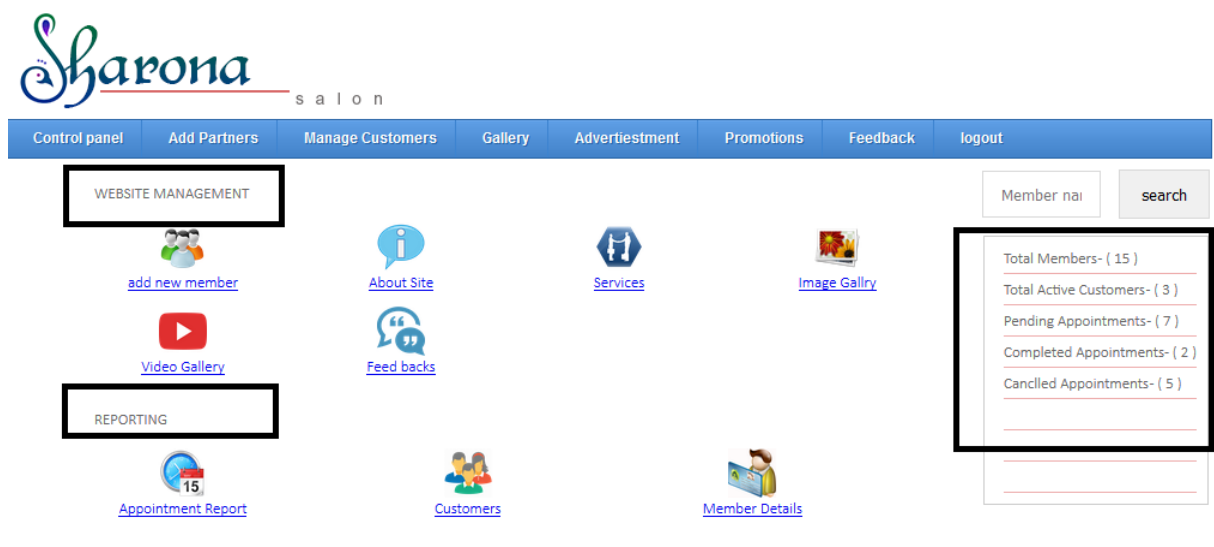 Sharona
salon
Control panel Add Partners Manage Customers Gallery Advertiestment Promotions Feedback logout
WEBSITE MANAGEMENT
Member nai search
add new member About Site Services Image Gallry
Video Gallery Feed backs
Total Members- ( 15 )
Total Active Customers- ( 3 )
Pending Appointments- ( 7 )
Completed Appointments- ( 2 )
Canclled Appointments- ( 5 )
REPORTING
15
Appointment Report Customers Member Details